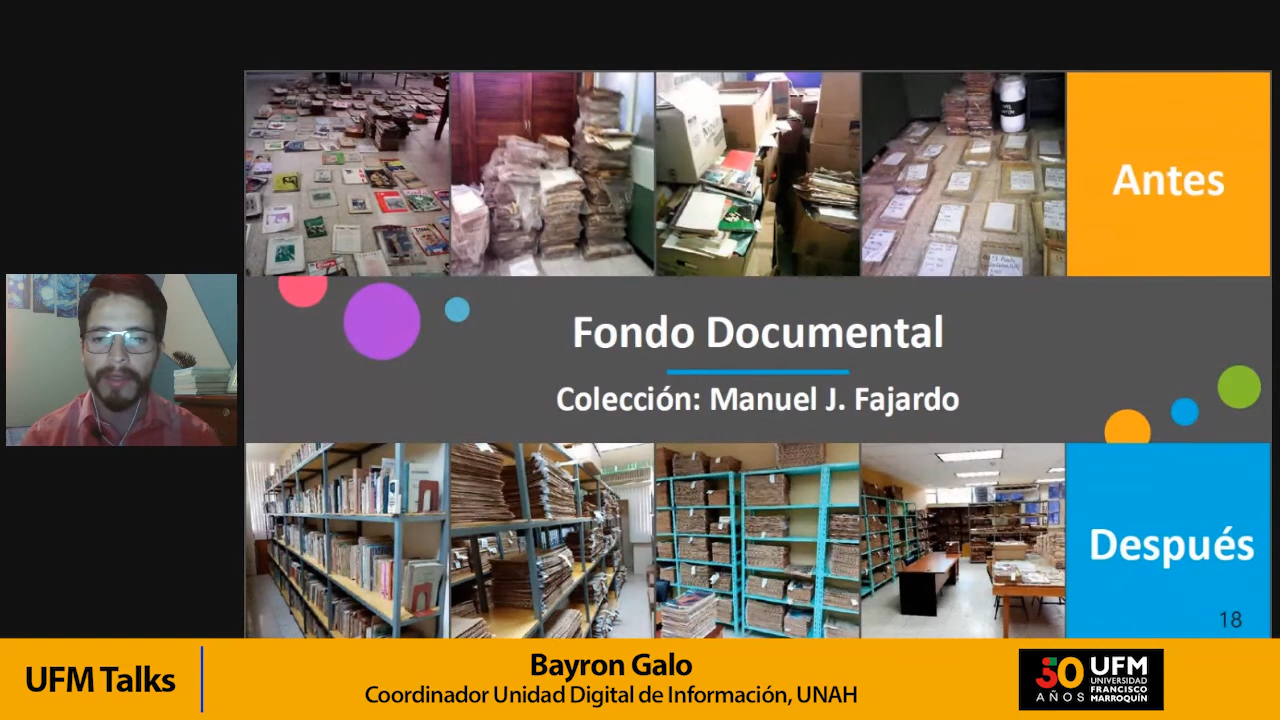 Antes
Fondo Documental
Colección: Manuel J. Fajardo
Después
18
UFM Talks
Bayron Galo
Coordinador Unidad Digital de Información, UNAH
50
AÑOS
UFM
UNIVERSIDAD
FRANCISCO
MARROQUÍN